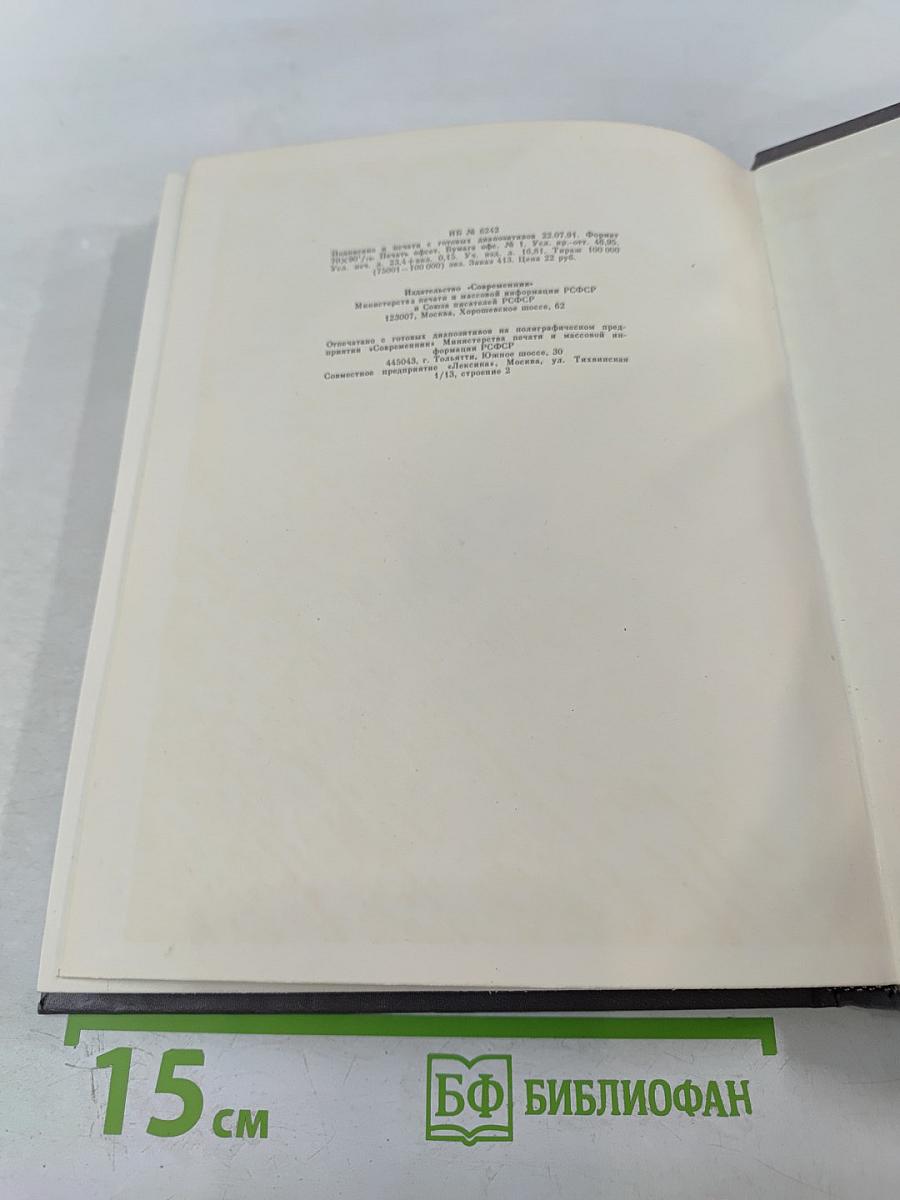 ИБ № 6242
Подписано в печати с готовых диапозитивов 22.07.91. Формат
70×90¹/₃₂. Печать офсет. Бумага офс. № 1. Усл. кр.-отт. 46,95.
Усл. печ. л. 23,4+вкл. 0,15. Уч. изд. л. 16,81. Тираж 100 000
(75001—100 000) экз. Заказ 413. Цена 22 руб.
Издательство «Современник»
Министерства печати и массовой информации РСФСР
и Союза писателей РСФСР
123007, Москва, Хорошевское шоссе, 62
Отпечатано с готовых диапозитивов на полиграфическом пред-
приятии «Современник» Министерства печати и массовой ин-
формации РСФСР
445043, г. Тольятти, Южное шоссе, 30
Совместное предприятие «Лексика», Москва, ул. Тихвинская
1/13, строение 2
15 см
БФ БИБЛИОФАН